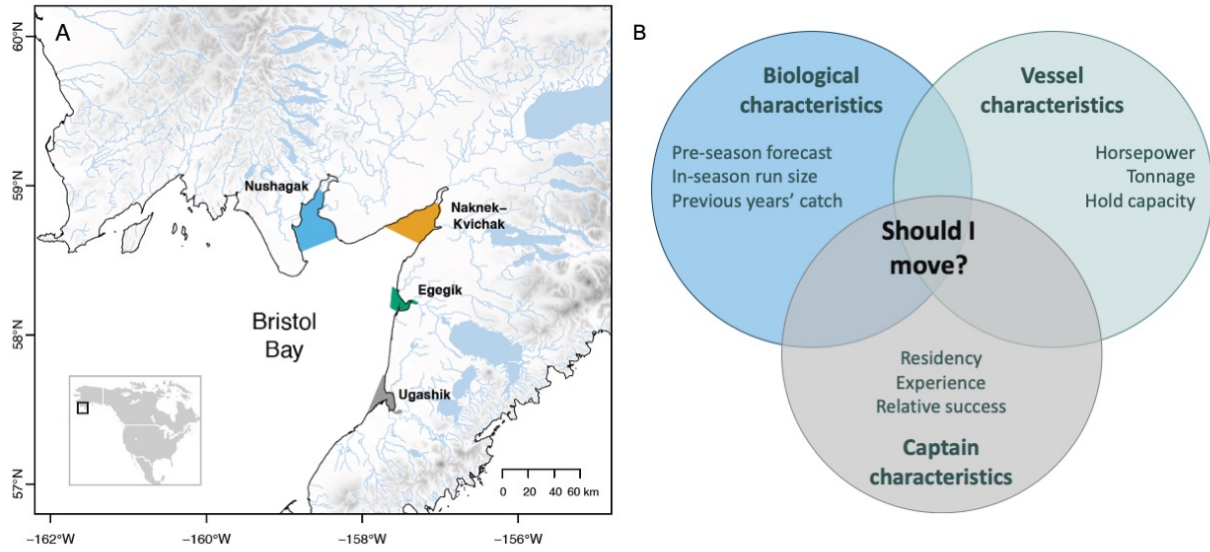 A
60°N
59°N
58°N
57°N
Nushagak
Naknek–
Kvichak
Egegik
Bristol
Bay
Ugashik
0 20 40 60 km
−162°W
−160°W
−158°W
−156°W
B
Biological
characteristics
Pre-season forecast
In-season run size
Previous years' catch
Vessel
characteristics
Horsepower
Tonnage
Hold capacity
Should I
move?
Residency
Experience
Relative success
Captain
characteristics